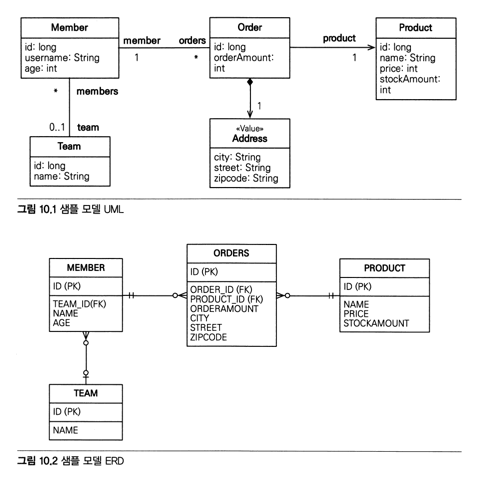 Member
id: long
username: String
age: int
member
1
orders
*
Order
id: long
orderAmount:
int
product
1
Product
id: long
name: String
price: int
stockAmount:
int
*
members
0..1
team
Team
id: long
name: String
1
«Value»
Address
city: String
street: String
zipcode: String
그림 10.1 샘플 모델 UML
MEMBER
ID (PK)
TEAM_ID(FK)
NAME
AGE
ORDERS
ID (PK)
ORDER_ID (FK)
PRODUCT_ID (FK)
ORDERAMOUNT
CITY
STREET
ZIPCODE
PRODUCT
ID (PK)
NAME
PRICE
STOCKAMOUNT
TEAM
ID (PK)
NAME
그림 10.2 샘플 모델 ERD